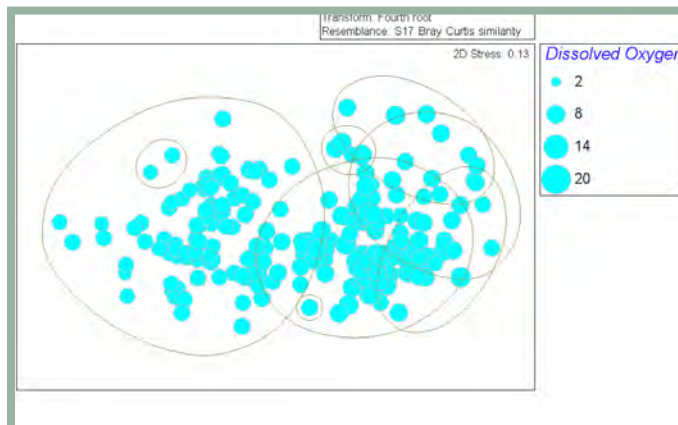 Transform: Fourth root
Resemblance: S17 Bray Curtis similarity
2D Stress: 0.13
Dissolved Oxygen
2
8
14
20